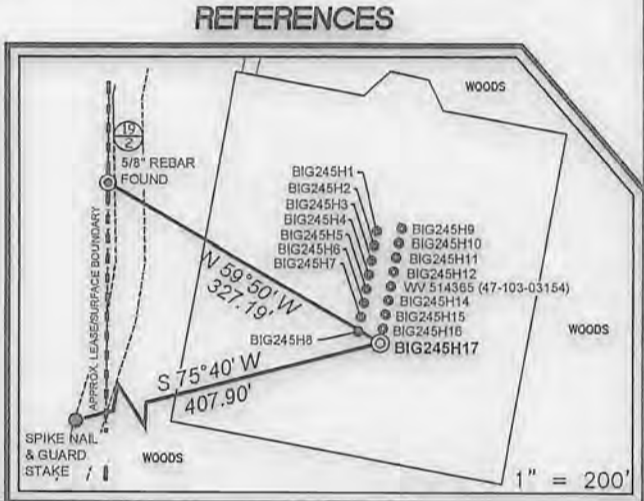 REFERENCES
WOODS
19
2
5/8" REBAR
FOUND
APPROX. LEASE/SURFACE BOUNDARY
BIG245H1
BIG245H2
BIG245H3
BIG245H4
BIG245H5
BIG245H6
BIG245H7
BIG245H8
BIG245H9
BIG245H10
BIG245H11
BIG245H12
WV 514365 (47-103-03154)
BIG245H14
BIG245H15
BIG245H16
BIG245H17
N 59°50' W
327.19'
WOODS
S 75°40' W
407.90'
SPIKE NAIL
& GUARD
STAKE
WOODS
1" = 200'